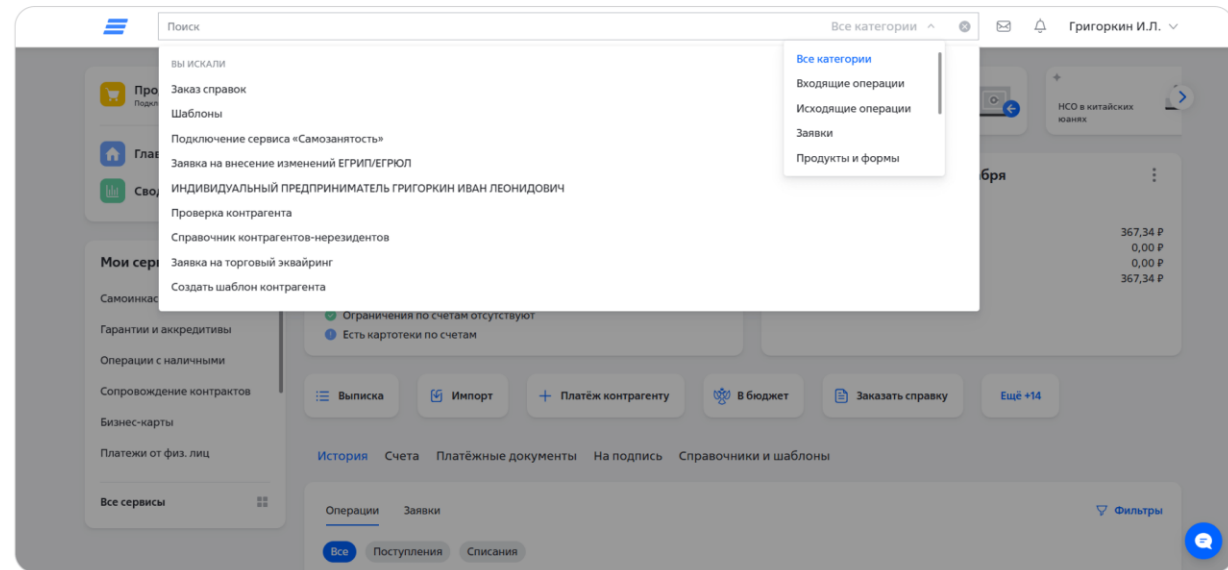 Поиск
Все категории
Григоркин И.Л.
ВЫ ИСКАЛИ
Заказ справок
Шаблоны
Подключение сервиса «Самозанятость»
Заявка на внесение изменений ЕГРИП/ЕГРЮЛ
ИНДИВИДУАЛЬНЫЙ ПРЕДПРИНИМАТЕЛЬ ГРИГОРКИН ИВАН ЛЕОНИДОВИЧ
Проверка контрагента
Справочник контрагентов-нерезидентов
Заявка на торговый эквайринг
Создать шаблон контрагента
Все категории
Входящие операции
Исходящие операции
Заявки
Продукты и формы
НСО в китайских
юанях
367,34 ₽
0,00 ₽
0,00 ₽
367,34 ₽
Гарантии и аккредитивы
Операции с наличными
Сопровождение контрактов
Бизнес-карты
Платежи от физ. лиц
Все сервисы
Ограничения по счетам отсутствуют
Есть картотеки по счетам
Выписка
Импорт
Платёж контрагенту
В бюджет
Заказать справку
Ещё +14
История Счета Платёжные документы На подпись Справочники и шаблоны
Операции Заявки
Фильтры
Все Поступления Списания